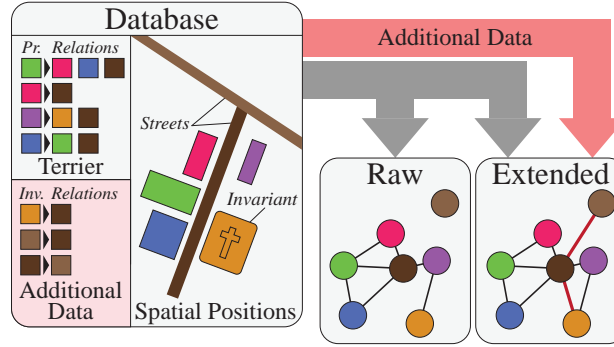 Database
Pr. Relations
Terrier
Inv. Relations
Additional
Data
Streets
Invariant
Spatial Positions
Additional Data
Raw
Extended